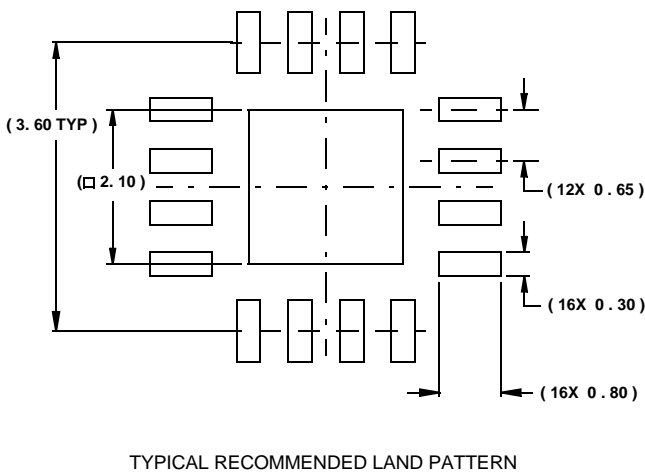 ( 3. 60 TYP )
(□ 2. 10 )
( 12X 0 . 65 )
( 16X 0 . 30 )
( 16X 0 . 80 )
TYPICAL RECOMMENDED LAND PATTERN